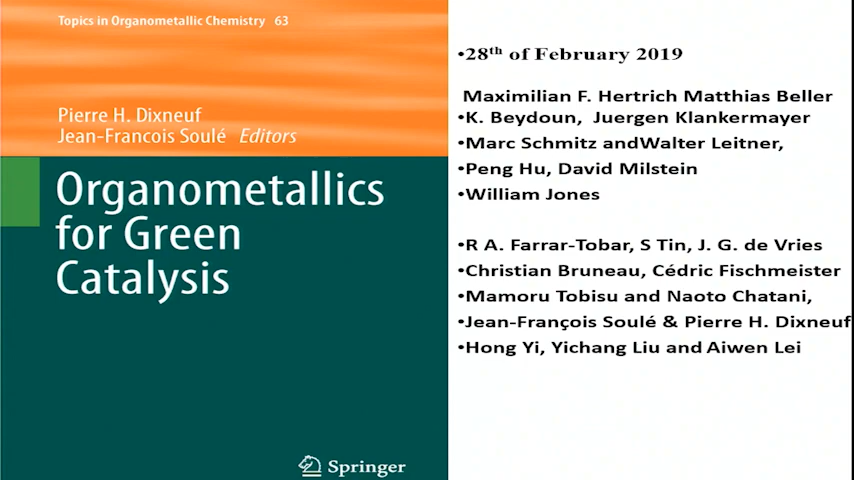 Topics in Organometallic Chemistry 63
Pierre H. Dixneuf
Jean-Francois Soulé Editors
Organometallics
for Green
Catalysis
Springer
•28th of February 2019
Maximilian F. Hertrich Matthias Beller
•K. Beydoun, Juergen Klankermayer
•Marc Schmitz andWalter Leitner,
•Peng Hu, David Milstein
•William Jones
•R A. Farrar-Tobar, S Tin, J. G. de Vries
•Christian Bruneau, Cédric Fischmeister
•Mamoru Tobisu and Naoto Chatani,
•Jean-François Soulé & Pierre H. Dixneuf
•Hong Yi, Yichang Liu and Aiwen Lei